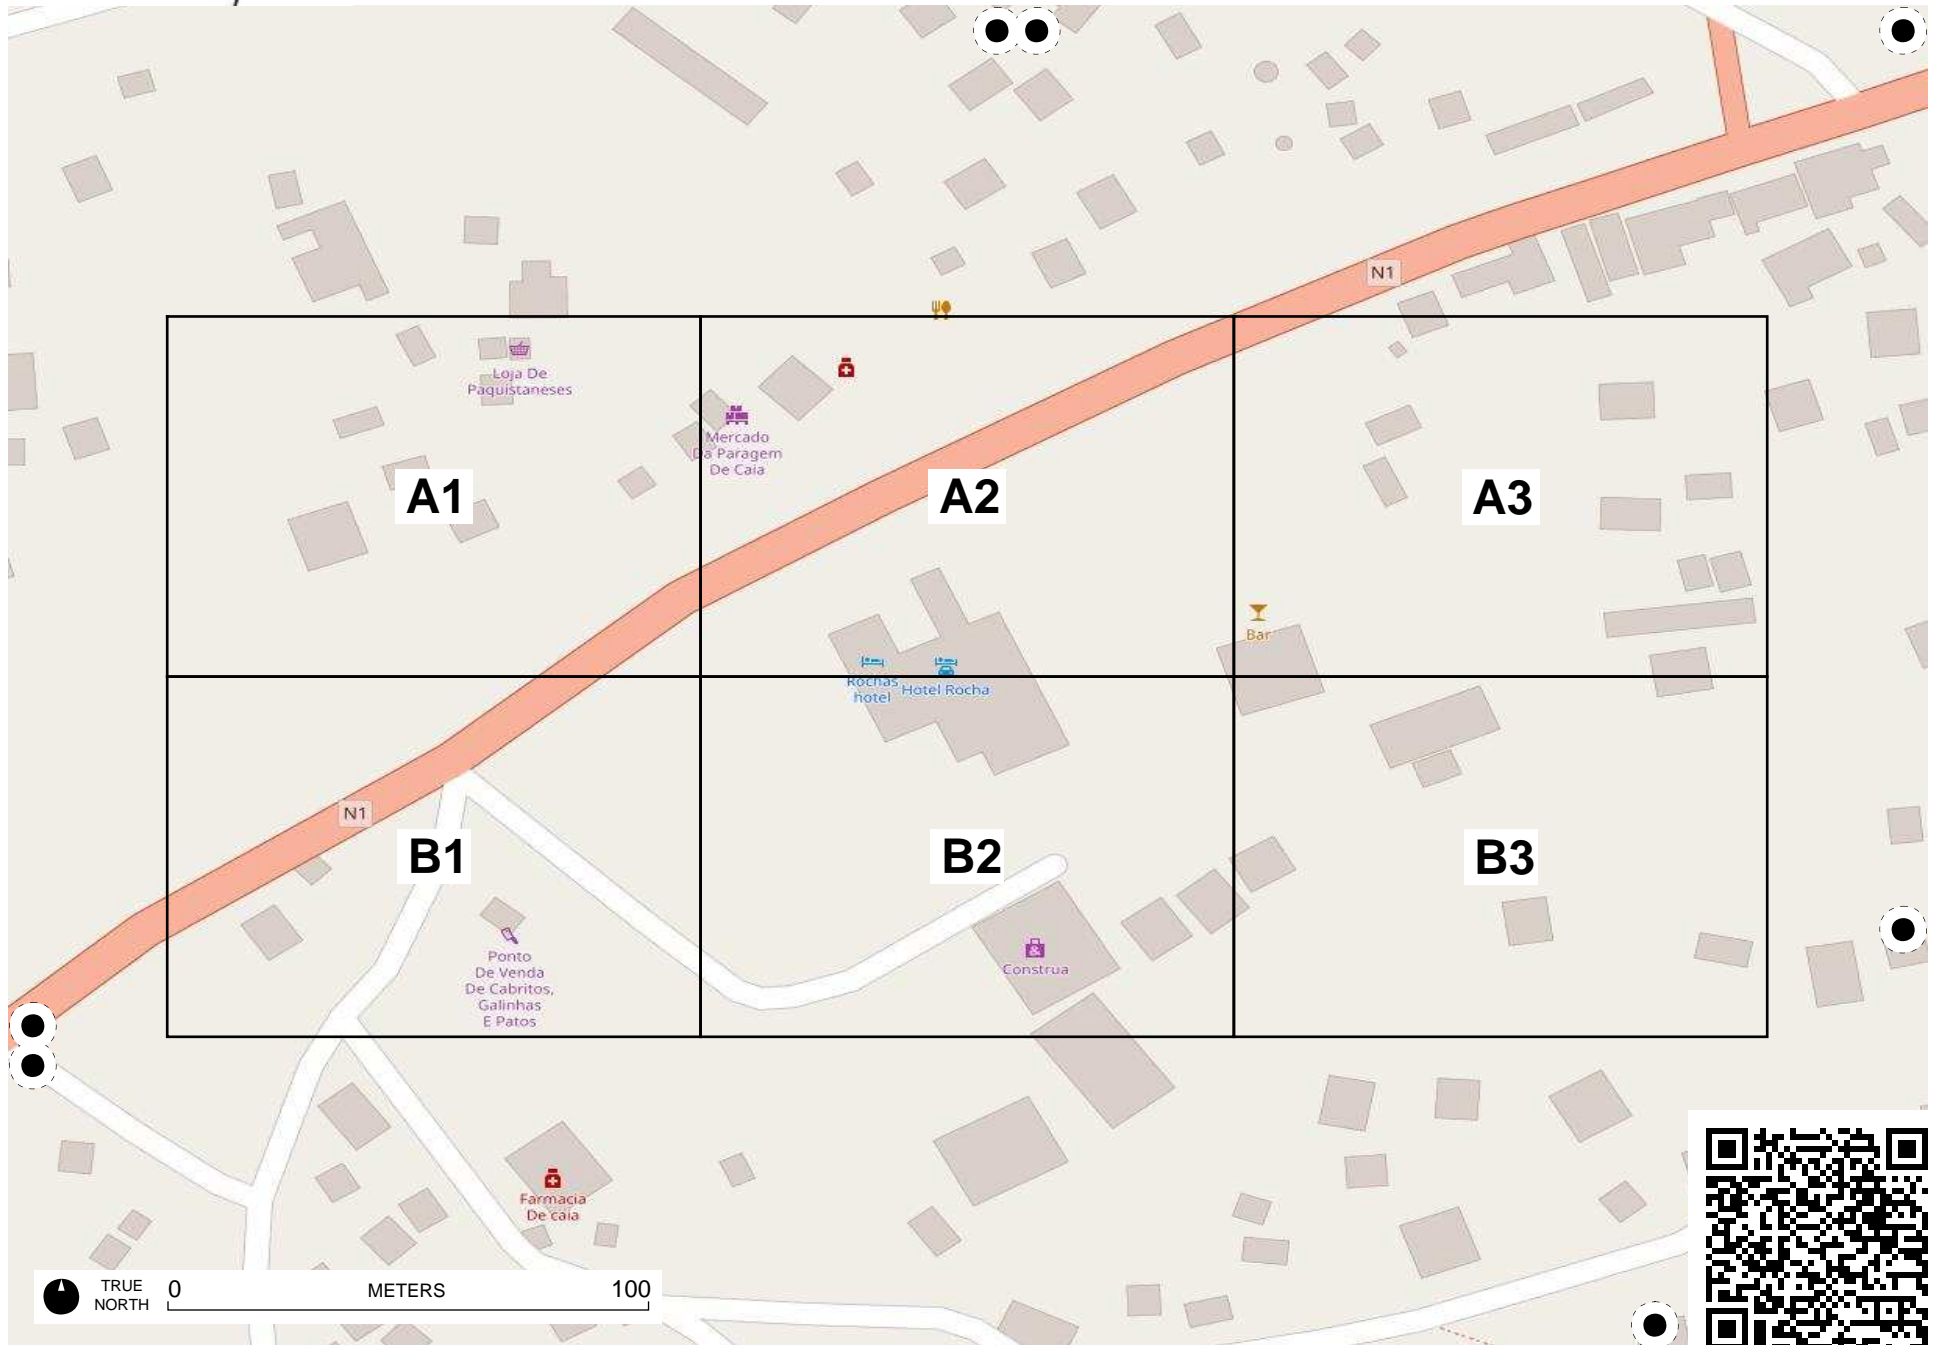 N1
Loja De
Paquistaneses
Mercado
Da Paragem
De Caia
A1
A2
A3
Bar
Rochas
hotel
Hotel Rocha
N1
B1
B2
B3
Ponto
De Venda
De Cabritos,
Galinhas
E Patos
Construa
Farmacia
De caia
TRUE
NORTH
0 METERS 100